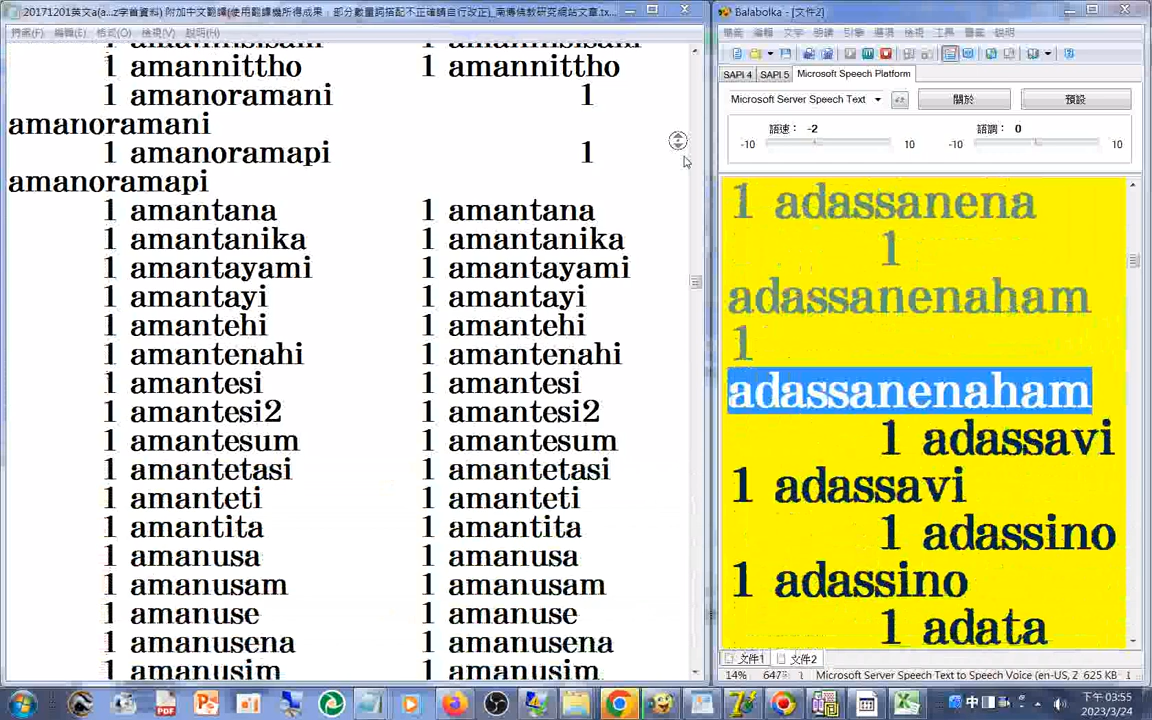 20171201英文a(a...z字首資料) 附加中文翻譯(使用翻譯機所得成果，部分數量詞搭配不正確請自行改正)_南傳佛教研究網站文章.tx...
檔案(F) 編輯(E) 格式(O) 檢視(V) 說明(H)
1 amannittho 1 amannittho
1 amanoramani 1
amanoramani
1 amanoramapi 1
amanoramapi
1 amantana 1 amantana
1 amantanika 1 amantanika
1 amantayami 1 amantayami
1 amantayi 1 amantayi
1 amantehi 1 amantehi
1 amantenahi 1 amantenahi
1 amantesi 1 amantesi
1 amantesi2 1 amantesi2
1 amantesum 1 amantesum
1 amantetasi 1 amantetasi
1 amanteti 1 amanteti
1 amantita 1 amantita
1 amanusa 1 amanusa
1 amanusam 1 amanusam
1 amanuse 1 amanuse
1 amanusena 1 amanusena
1 amanusim 1 amanusim
Balabolka - [文件2]
檔案 編輯 文字 朗讀 引擎 選項 檢視 工具 書籤 說明
SAPI 4 SAPI 5 Microsoft Speech Platform
Microsoft Server Speech Text 關於 預設
語速： -2 語調： 0
-10 10 -10 10
1 adassanena
1
adassanenaham
1
adassanenaham
1 adassavi
1 adassavi
1 adassino
1 adassino
1 adata
文件1 文件2
14% 647 Microsoft Server Speech Text to Speech Voice (en-US, Z 625 KB 1
中
下午 03:55
2023/3/24